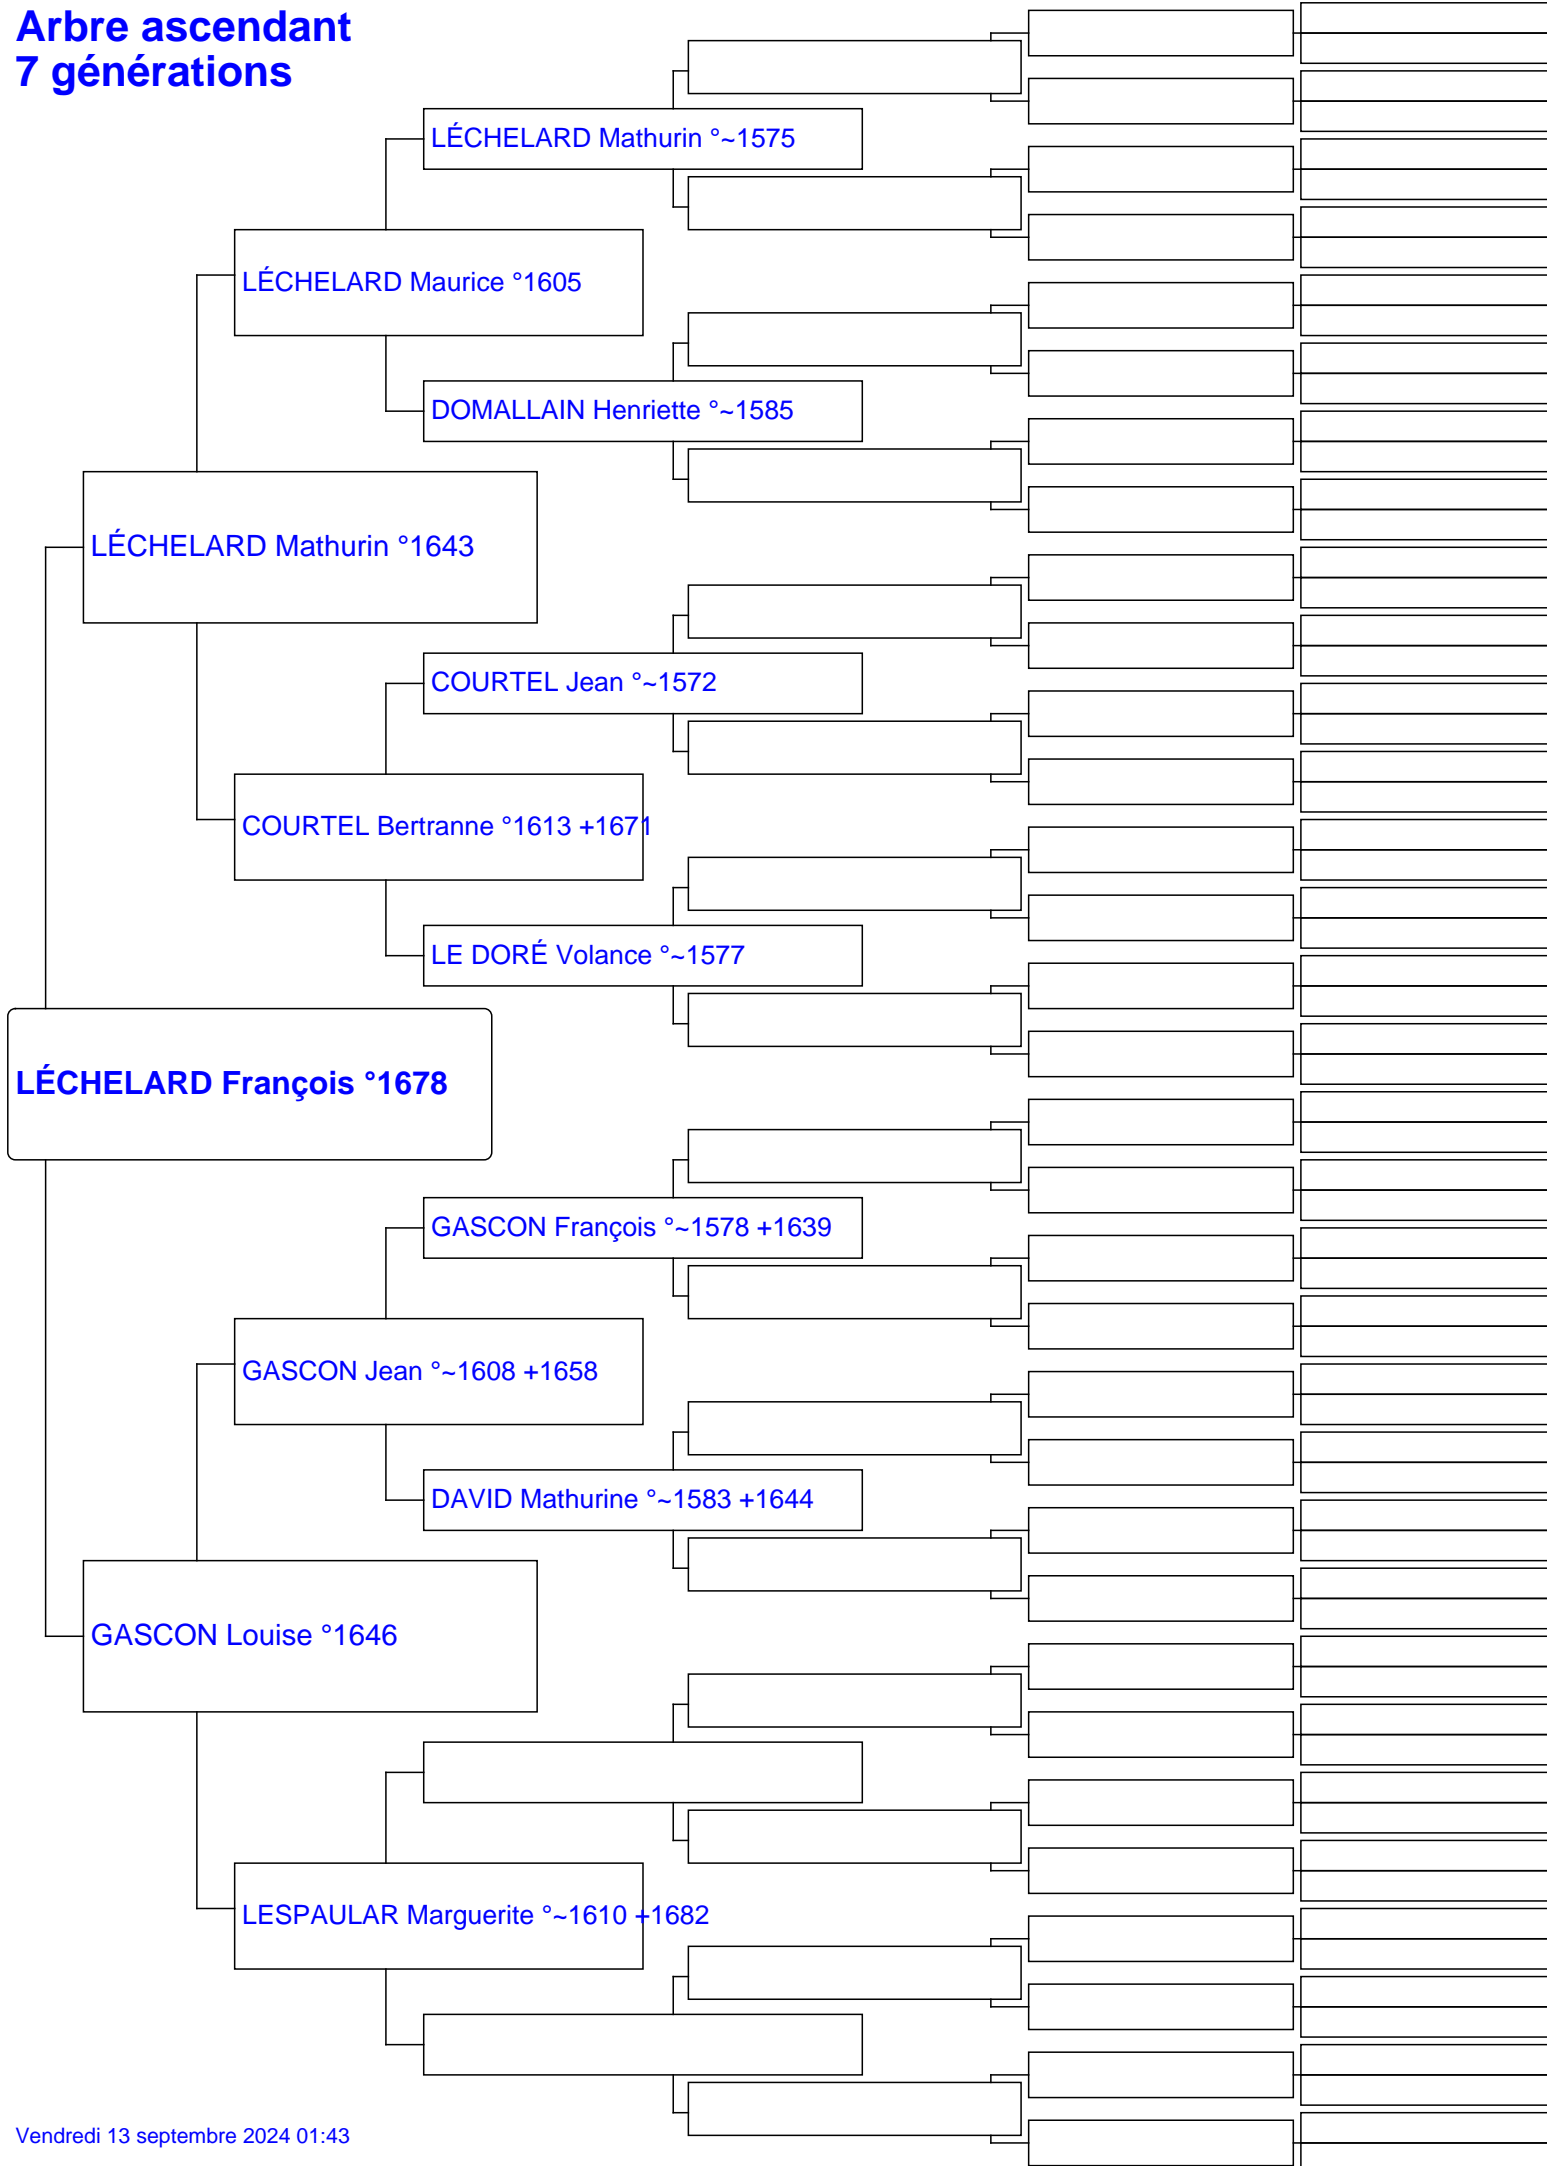 Arbre ascendant
7 générations
LÉCHELARD Mathurin °~1575
LÉCHELARD Maurice °1605
DOMALLAIN Henriette °~1585
LÉCHELARD Mathurin °1643
COURTEL Jean °~1572
COURTEL Bertranne °1613 +1671
LE DORÉ Volance °~1577
LÉCHELARD François °1678
GASCON François °~1578 +1639
GASCON Jean °~1608 +1658
DAVID Mathurine °~1583 +1644
GASCON Louise °1646
LESPAULAR Marguerite °~1610 +1682
Vendredi 13 septembre 2024 01:43